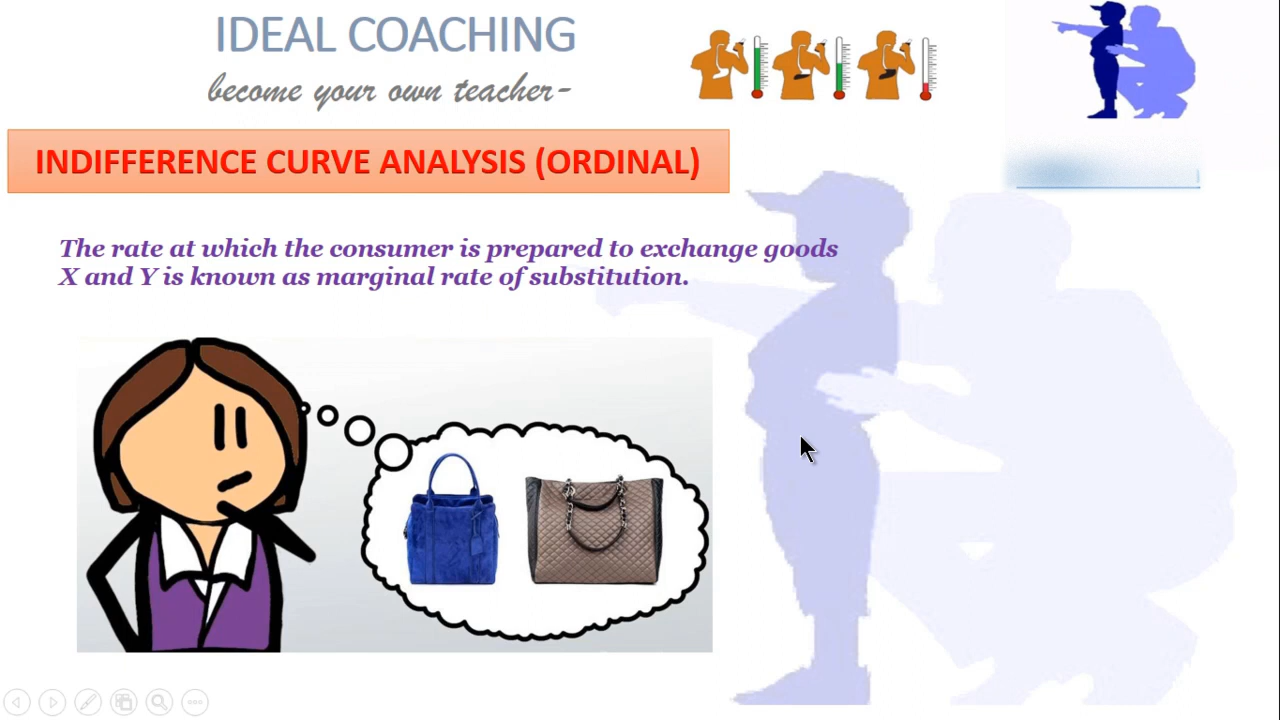 IDEAL COACHING
become your own teacher-
INDIFFERENCE CURVE ANALYSIS (ORDINAL)
The rate at which the consumer is prepared to exchange goods
X and Y is known as marginal rate of substitution.